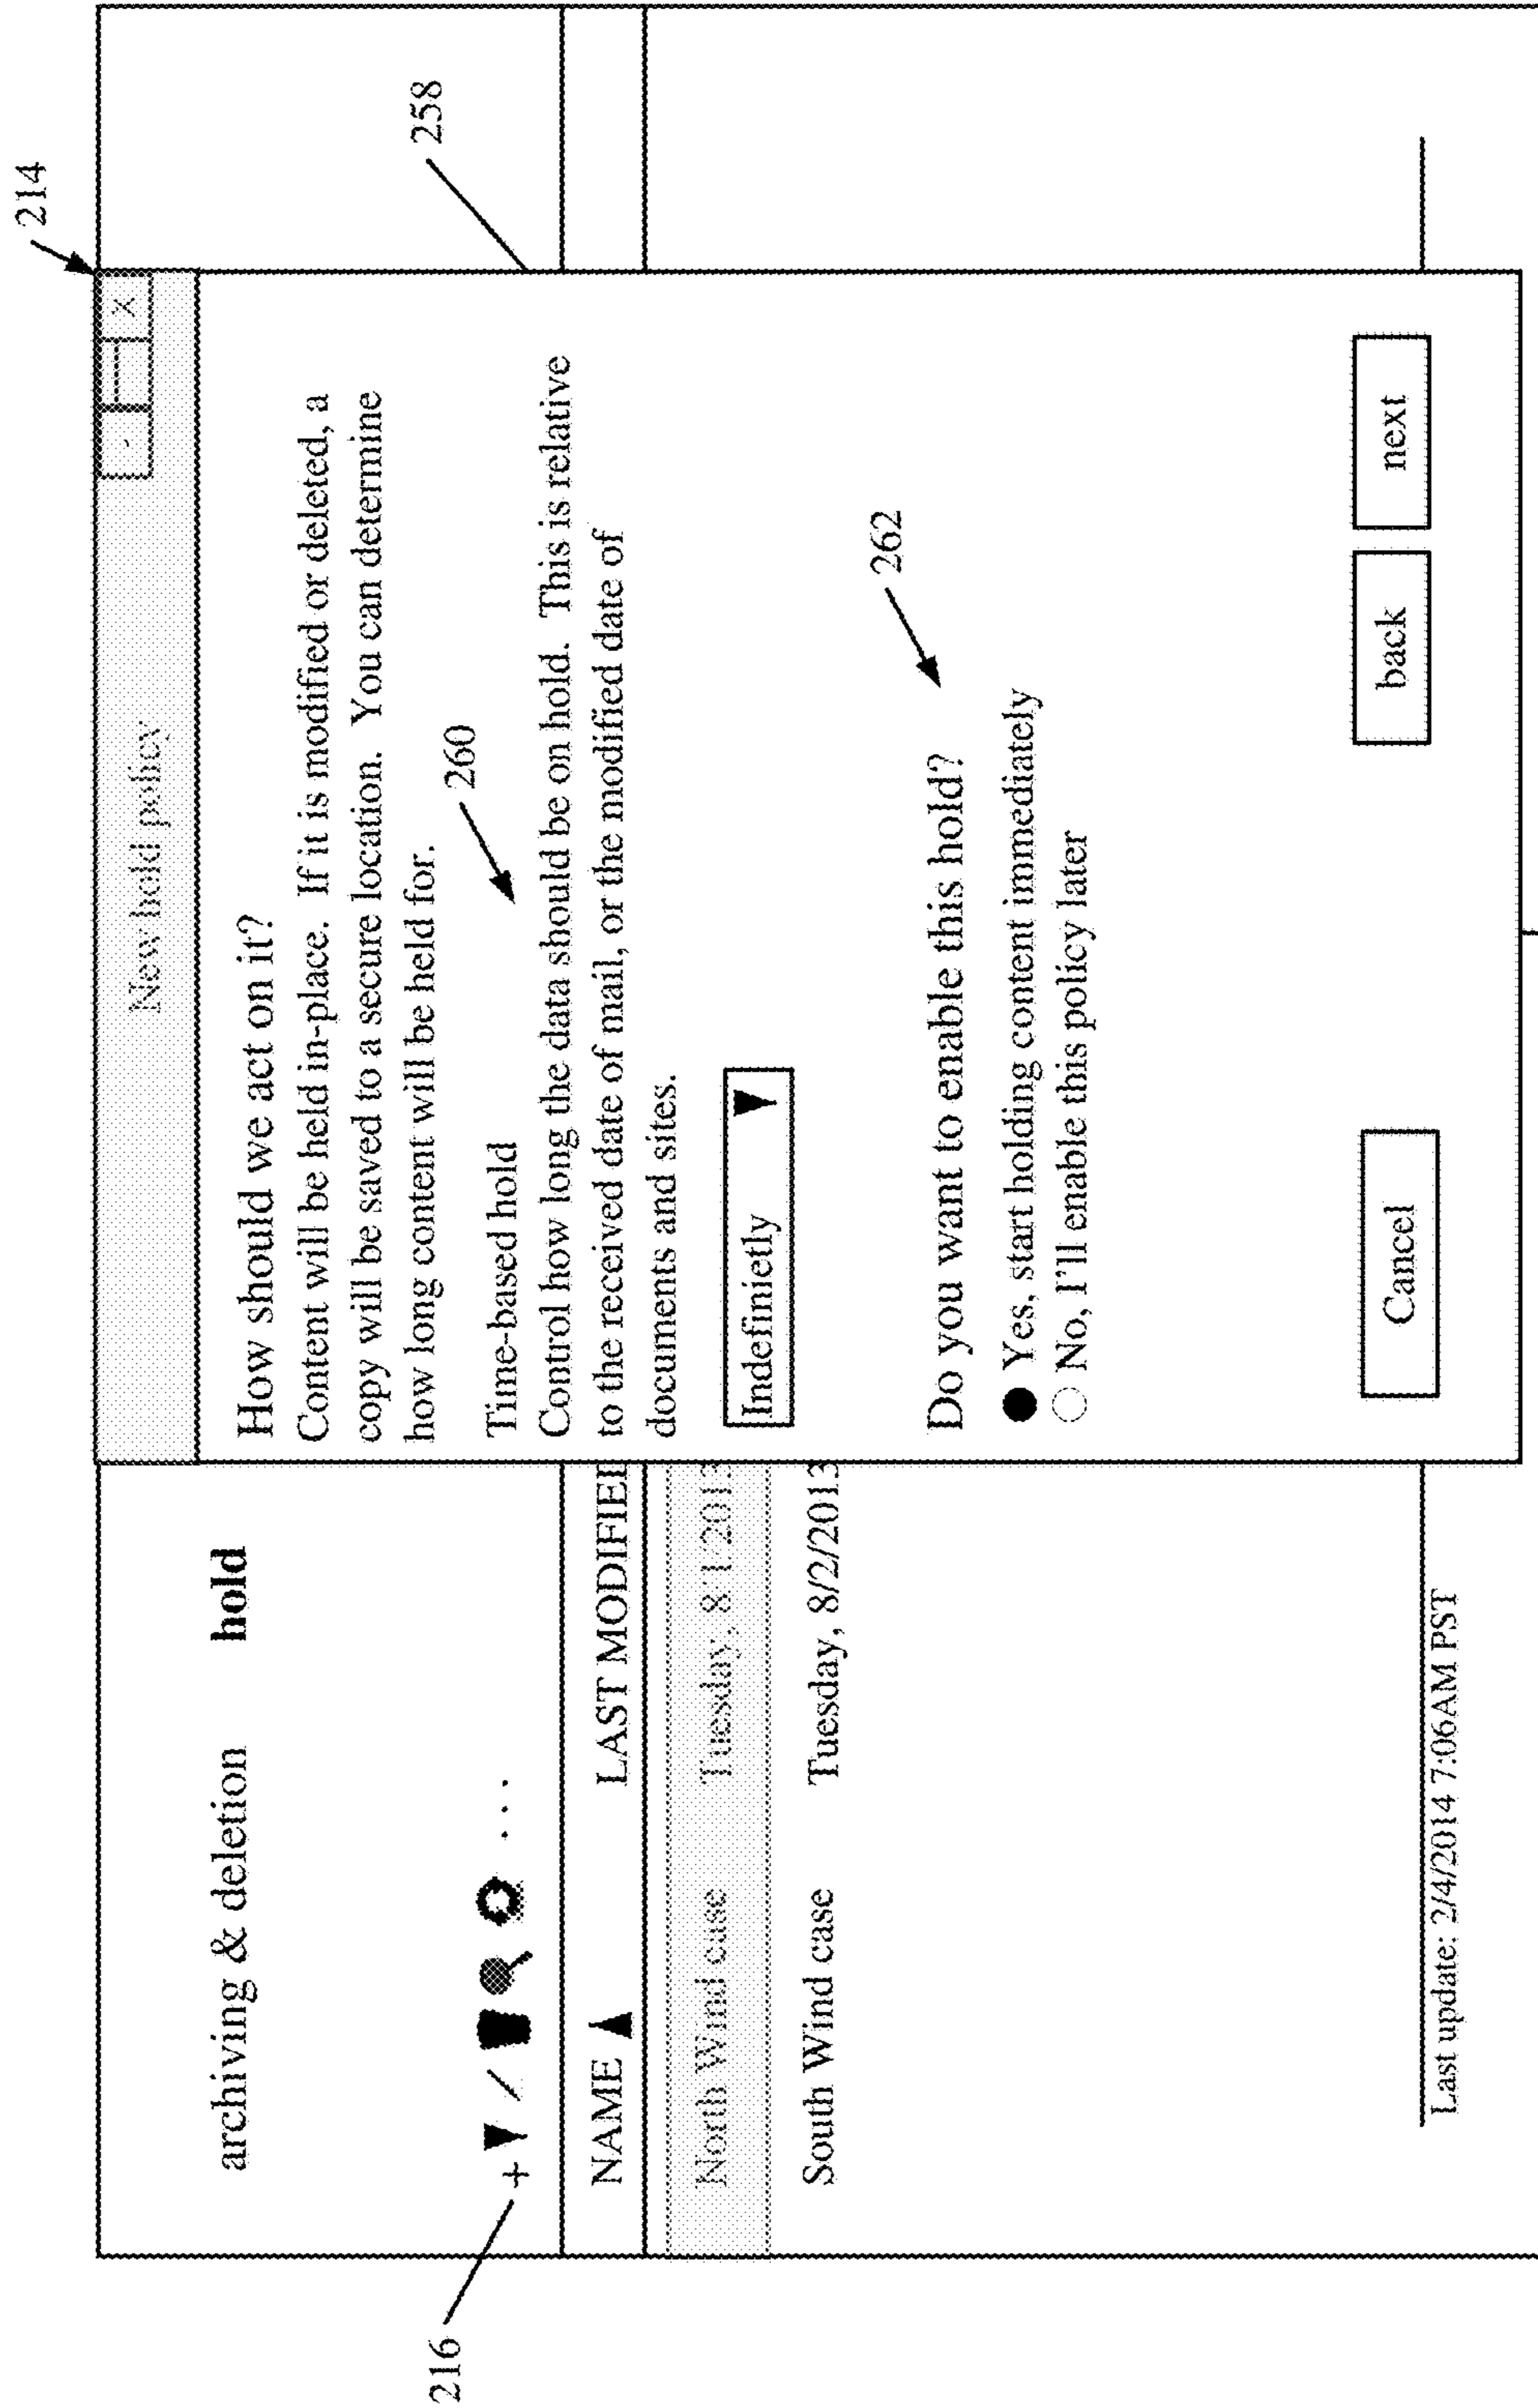 214
archiving & deletion hold
216
+
NAME LAST MODIFIED
North Wind case Tuesday, 8/1/2013
South Wind case Tuesday, 8/2/2013
Last update: 2/4/2014 7:06AM PST
New hold policy
- X
258
How should we act on it?
Content will be held in-place. If it is modified or deleted, a
copy will be saved to a secure location. You can determine
how long content will be held for.
260
Time-based hold
Control how long the data should be on hold. This is relative
to the received date of mail, or the modified date of
documents and sites.
Indefinietly
262
Do you want to enable this hold?
Yes, start holding content immediately
No, I'll enable this policy later
Cancel back next